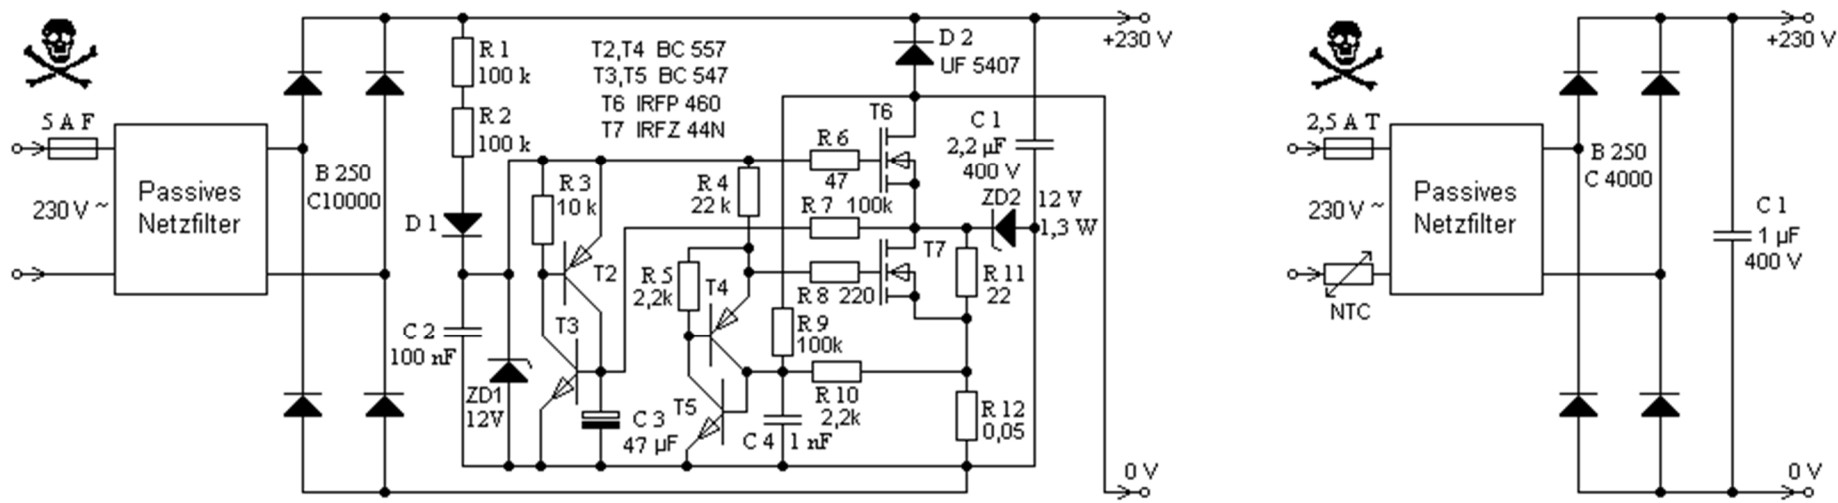 5 A F
230 V ~
Passives
Netzfilter
B 250
C10000
R 1
100 k
R 2
100 k
D 1
C 2
100 nF
ZD1
12V
T2,T4 BC 557
T3,T5 BC 547
T6 IRFP 460
T7 IRFZ 44N
R 3
10 k
T2
T3
C 3
47 µF
R 4
22 k
R 5
2,2k
T4
T5
C 4 1 nF
R 6
47
R 7 100k
R 8 220
R 9
100k
R 10
2,2k
T6
T7
D 2
UF 5407
C 1
2,2 µF
400 V
ZD2 12 V
1,3 W
R 11
22
R 12
0,05
+230 V
0 V
2,5 A T
230 V ~
NTC
Passives
Netzfilter
B 250
C 4000
C 1
1 µF
400 V
+230 V
0 V